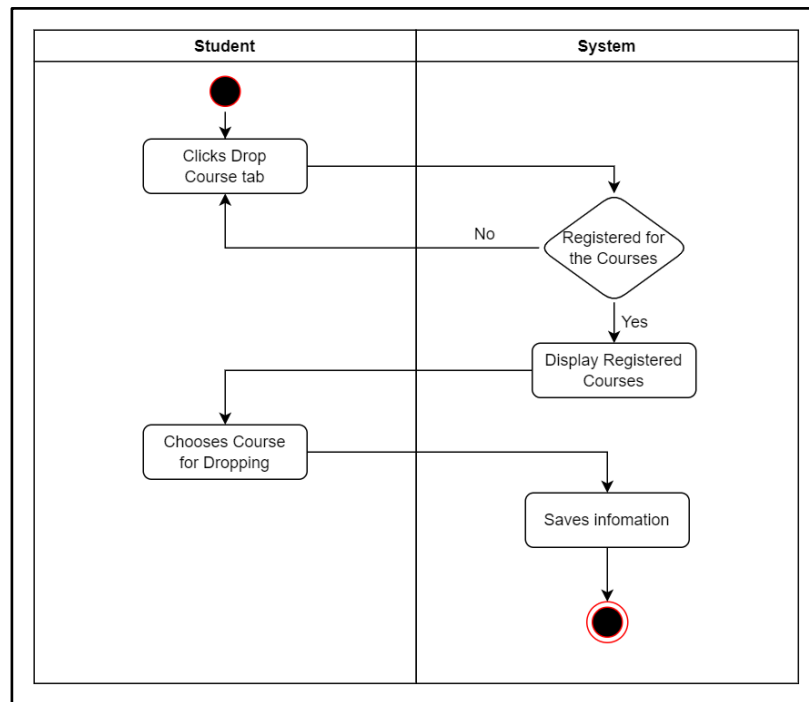 Student
System
Clicks Drop
Course tab
No
Registered for
the Courses
Yes
Display Registered
Courses
Chooses Course
for Dropping
Saves infomation